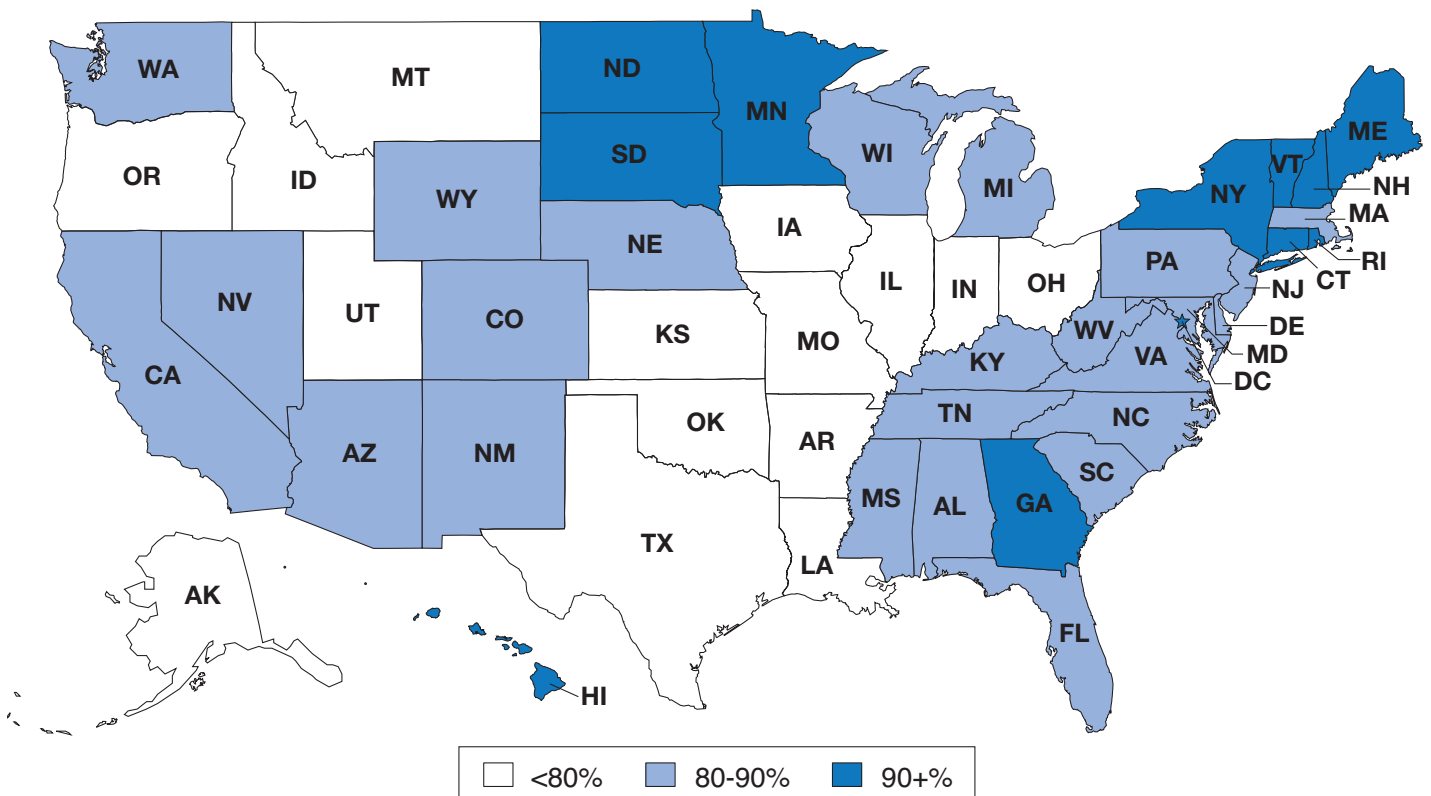 WA
MT
ND
MN
ME
OR
ID
SD
WI
VT
NH
WY
MI
NY
MA
NE
IA
PA
RI
CT
NV
UT
CO
IL
IN
OH
NJ
KS
MO
WV
DE
CA
KY
VA
MD
DC
TN
NC
AZ
NM
OK
AR
SC
MS
AL
GA
TX
LA
AK
FL
HI
<80% 80-90% 90+%